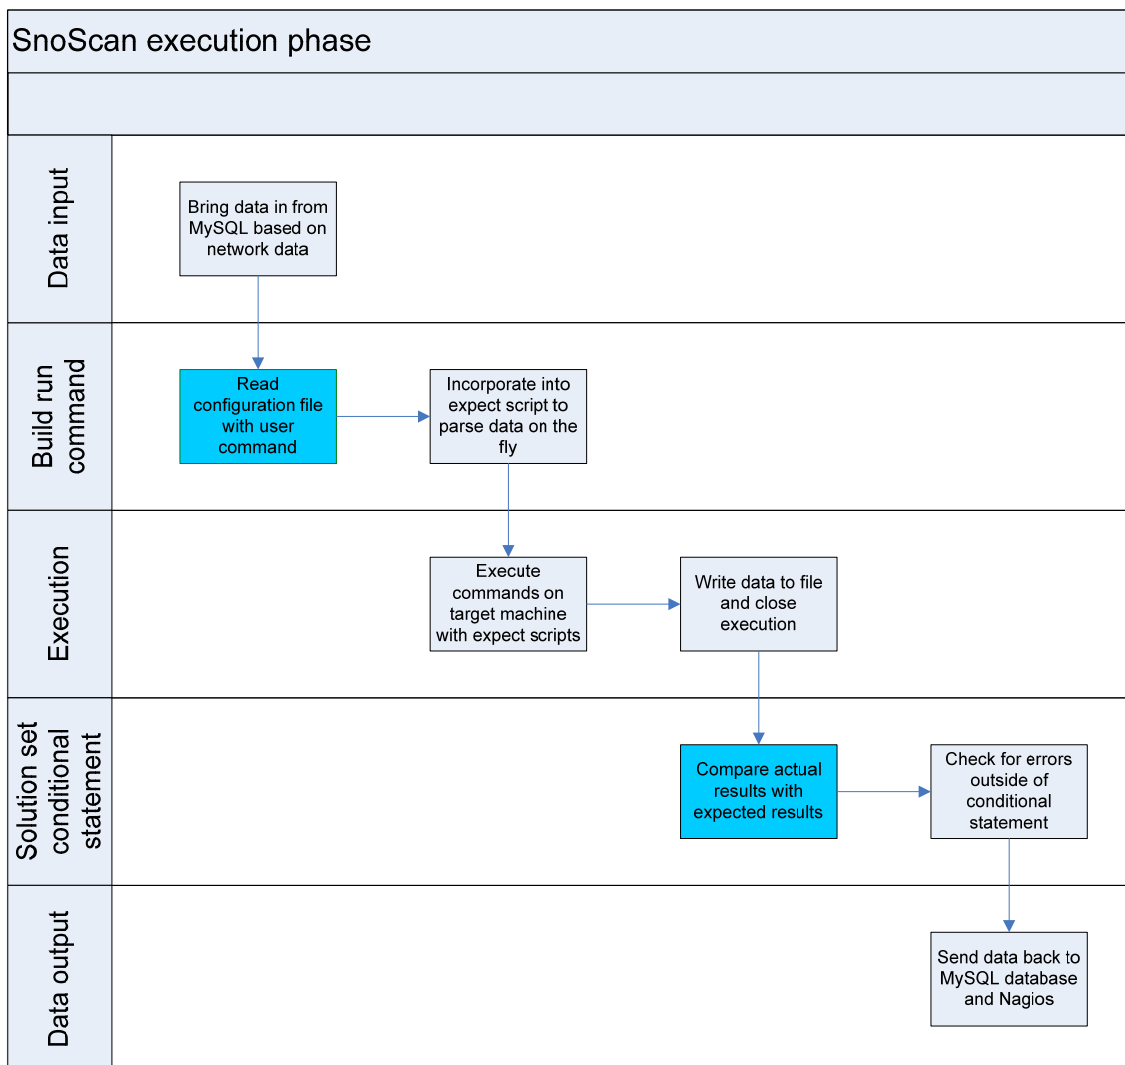 SnoScan execution phase
Data input
Bring data in from
MySQL based on
network data
Build run
command
Read
configuration file
with user
command
Incorporate into
expect script to
parse data on the
fly
Execution
Execute
commands on
target machine
with expect scripts
Write data to file
and close
execution
Solution set
conditional
statement
Compare actual
results with
expected results
Check for errors
outside of
conditional
statement
Data output
Send data back to
MySQL database
and Nagios